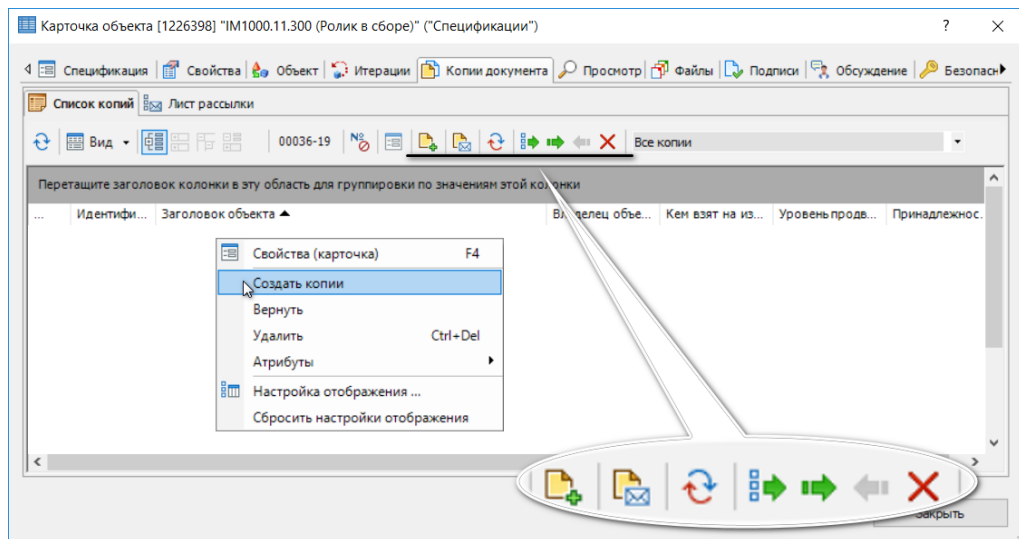 Карточка объекта [1226398] "IM1000.11.300 (Ролик в сборе)" ("Спецификации")
Спецификация Свойства Объект Итерации Копии документа Просмотр Файлы Подписи Обсуждение Безопасн
Список копий Лист рассылки
Вид 00036-19 Все копии
Перетащите заголовок колонки в эту область для группировки по значениям этой колонки
... Идентифи... Заголовок объекта Владелец объе... Кем взят на из... Уровень продв... Принадлежнос.
Свойства (карточка) F4
Создать копии
Вернуть
Удалить Ctrl+Del
Атрибуты
Настройка отображения ...
Сбросить настройки отображения
Закрыть